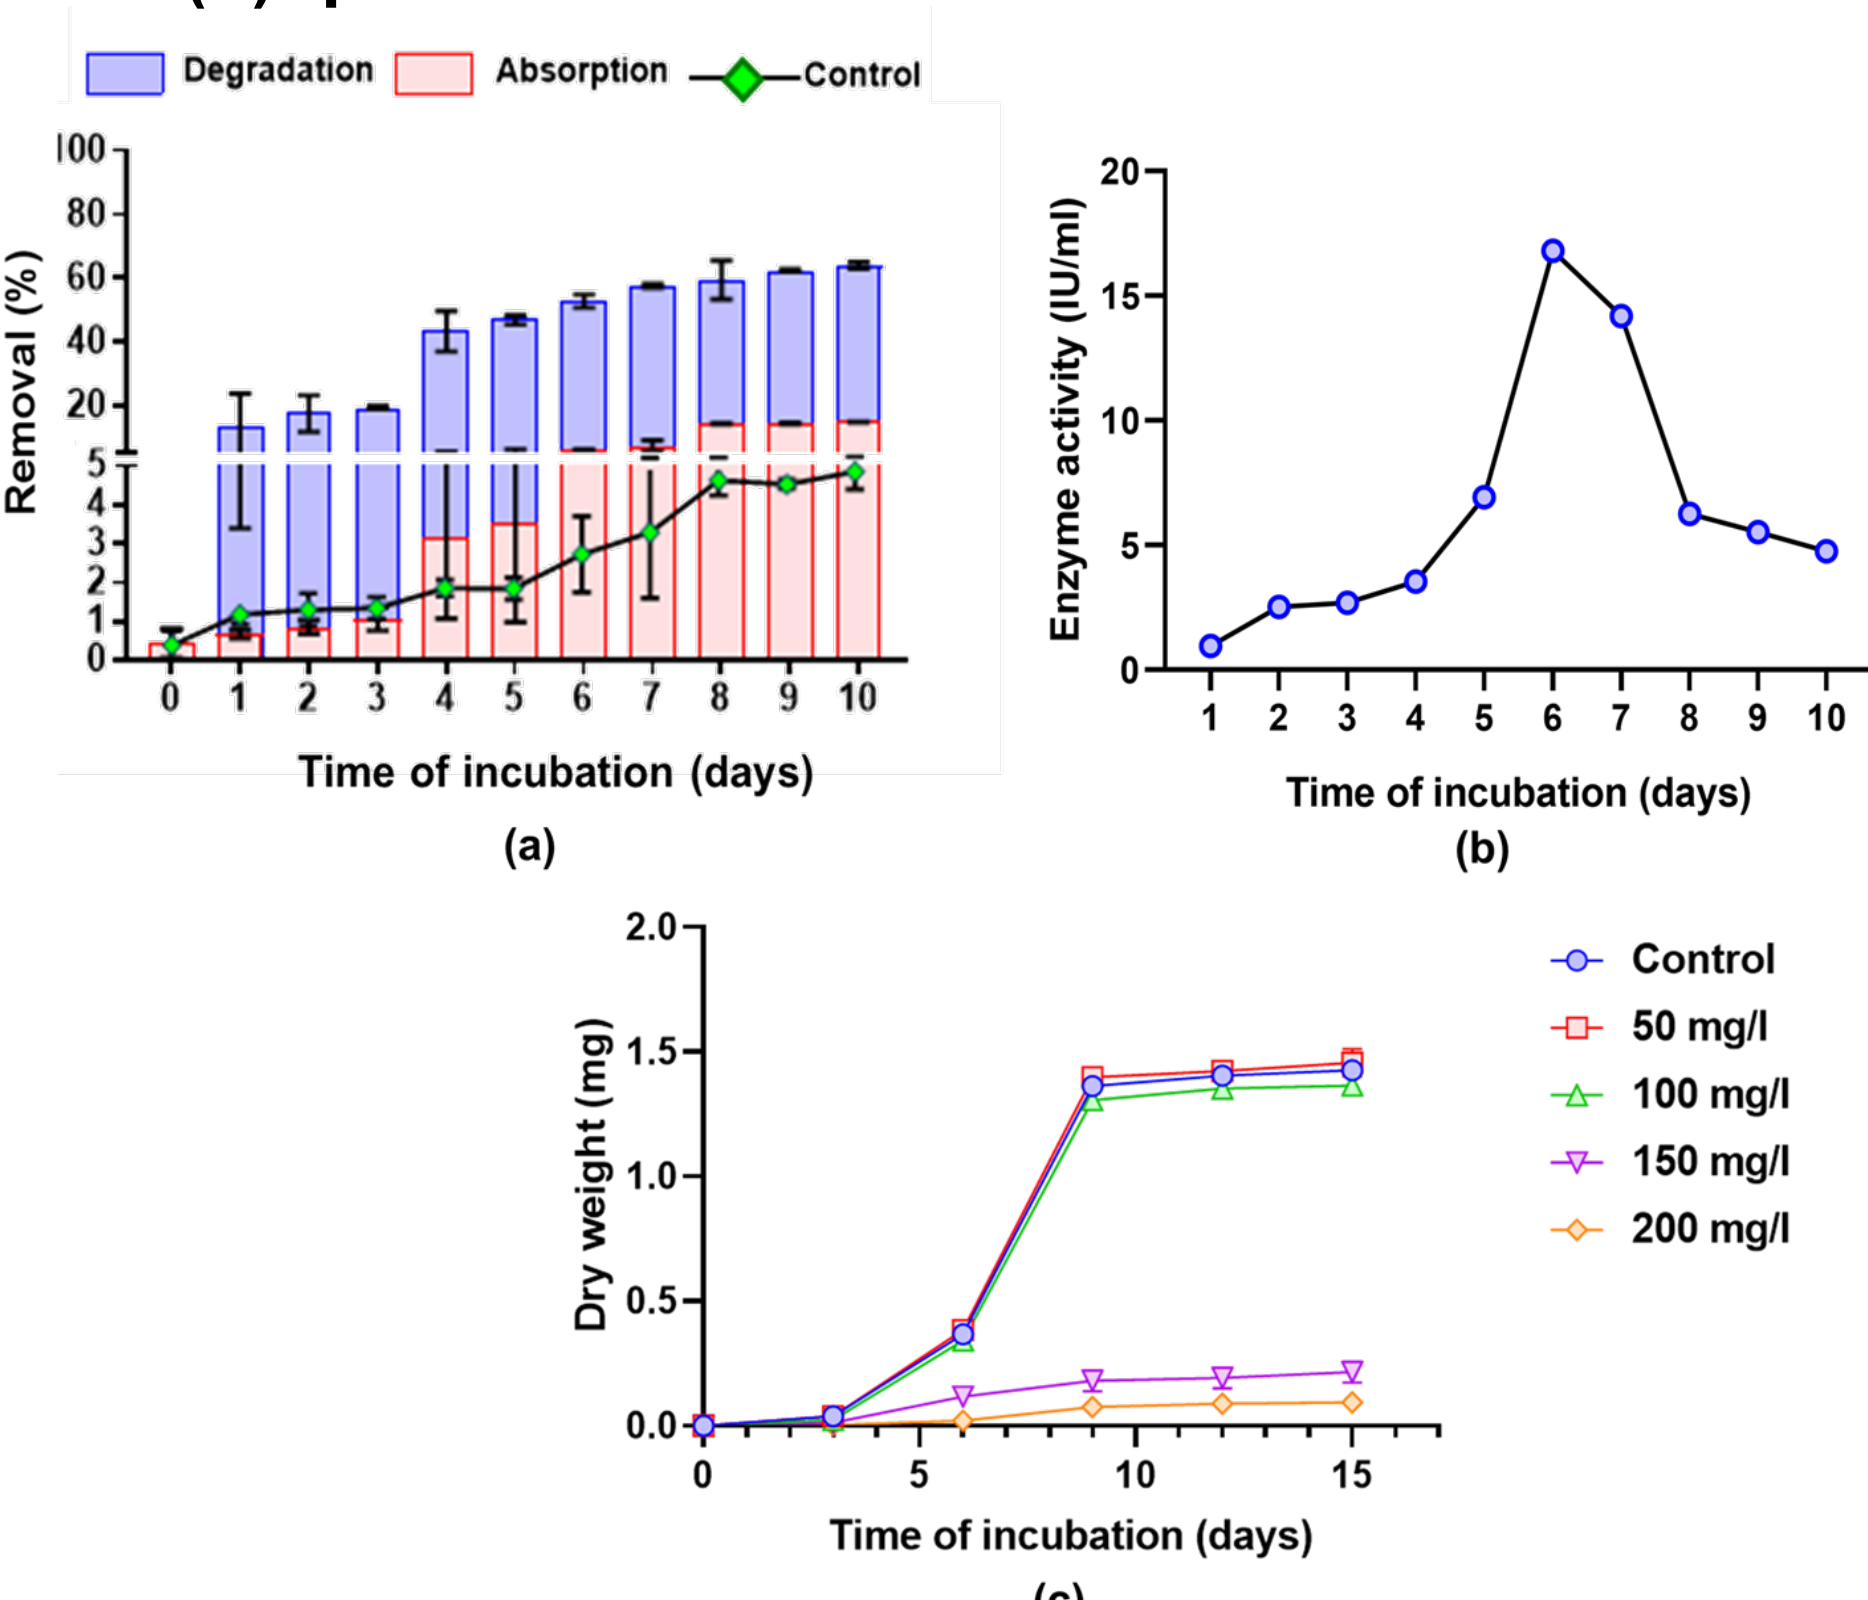 Degradation Absorption Control
100
80
60
40
20
5
5
4
3
2
1
0
Removal (%)
0 1 2 3 4 5 6 7 8 9 10
Time of incubation (days)
(a)
20
15
10
5
0
Enzyme activity (IU/ml)
1 2 3 4 5 6 7 8 9 10
Time of incubation (days)
(b)
2.0
1.5
1.0
0.5
0.0
Dry weight (mg)
0 5 10 15
Time of incubation (days)
Control
50 mg/l
100 mg/l
150 mg/l
200 mg/l
(c)